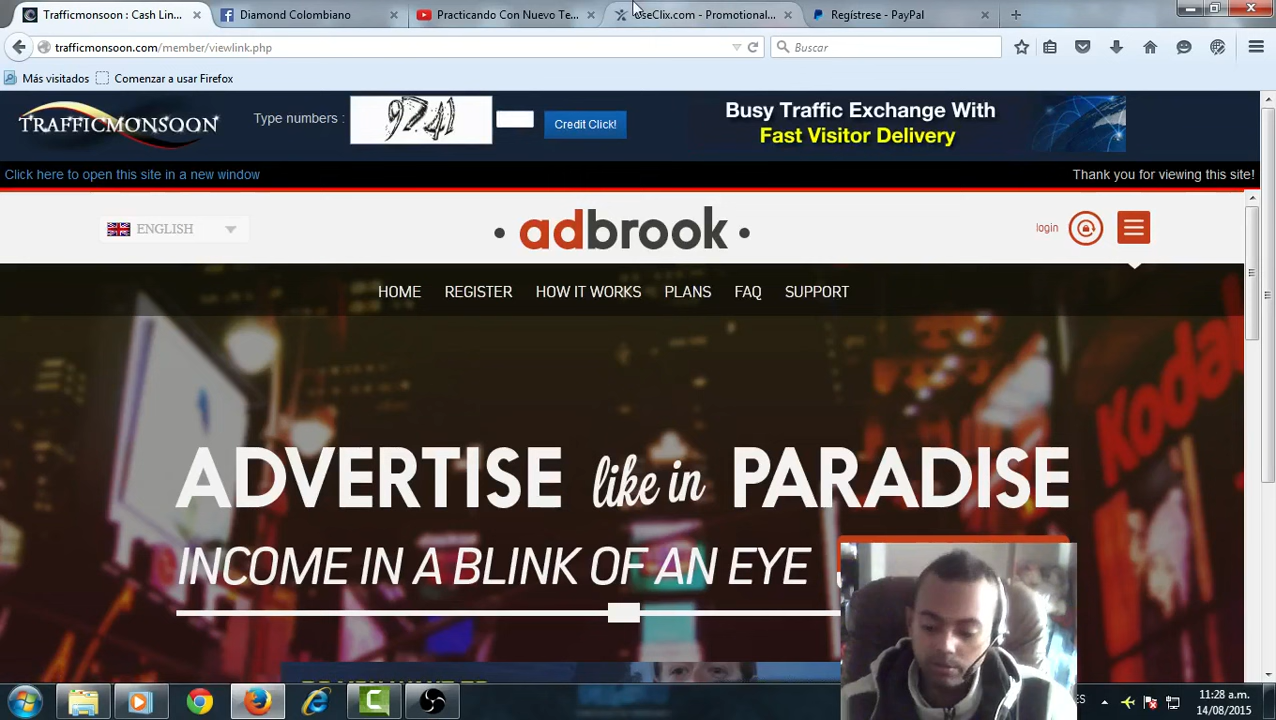 Trafficmonsoon : Cash Lin...
Diamond Colombiano
Practicando Con Nuevo Te...
UseClix.com - Promotional...
Regístrese - PayPal
trafficmonsoon.com/member/viewlink.php
Buscar
Más visitados
Comenzar a usar Firefox
TRAFFICMONSOON
Type numbers :
9741
Credit Click!
Busy Traffic Exchange With
Fast Visitor Delivery
Click here to open this site in a new window
Thank you for viewing this site!
ENGLISH
• adbrook •
login
HOME
REGISTER
HOW IT WORKS
PLANS
FAQ
SUPPORT
Kodak
ADVERTISE like in PARADISE
INCOME IN A BLINK OF AN EYE
ES
11:28 a.m.
14/08/2015